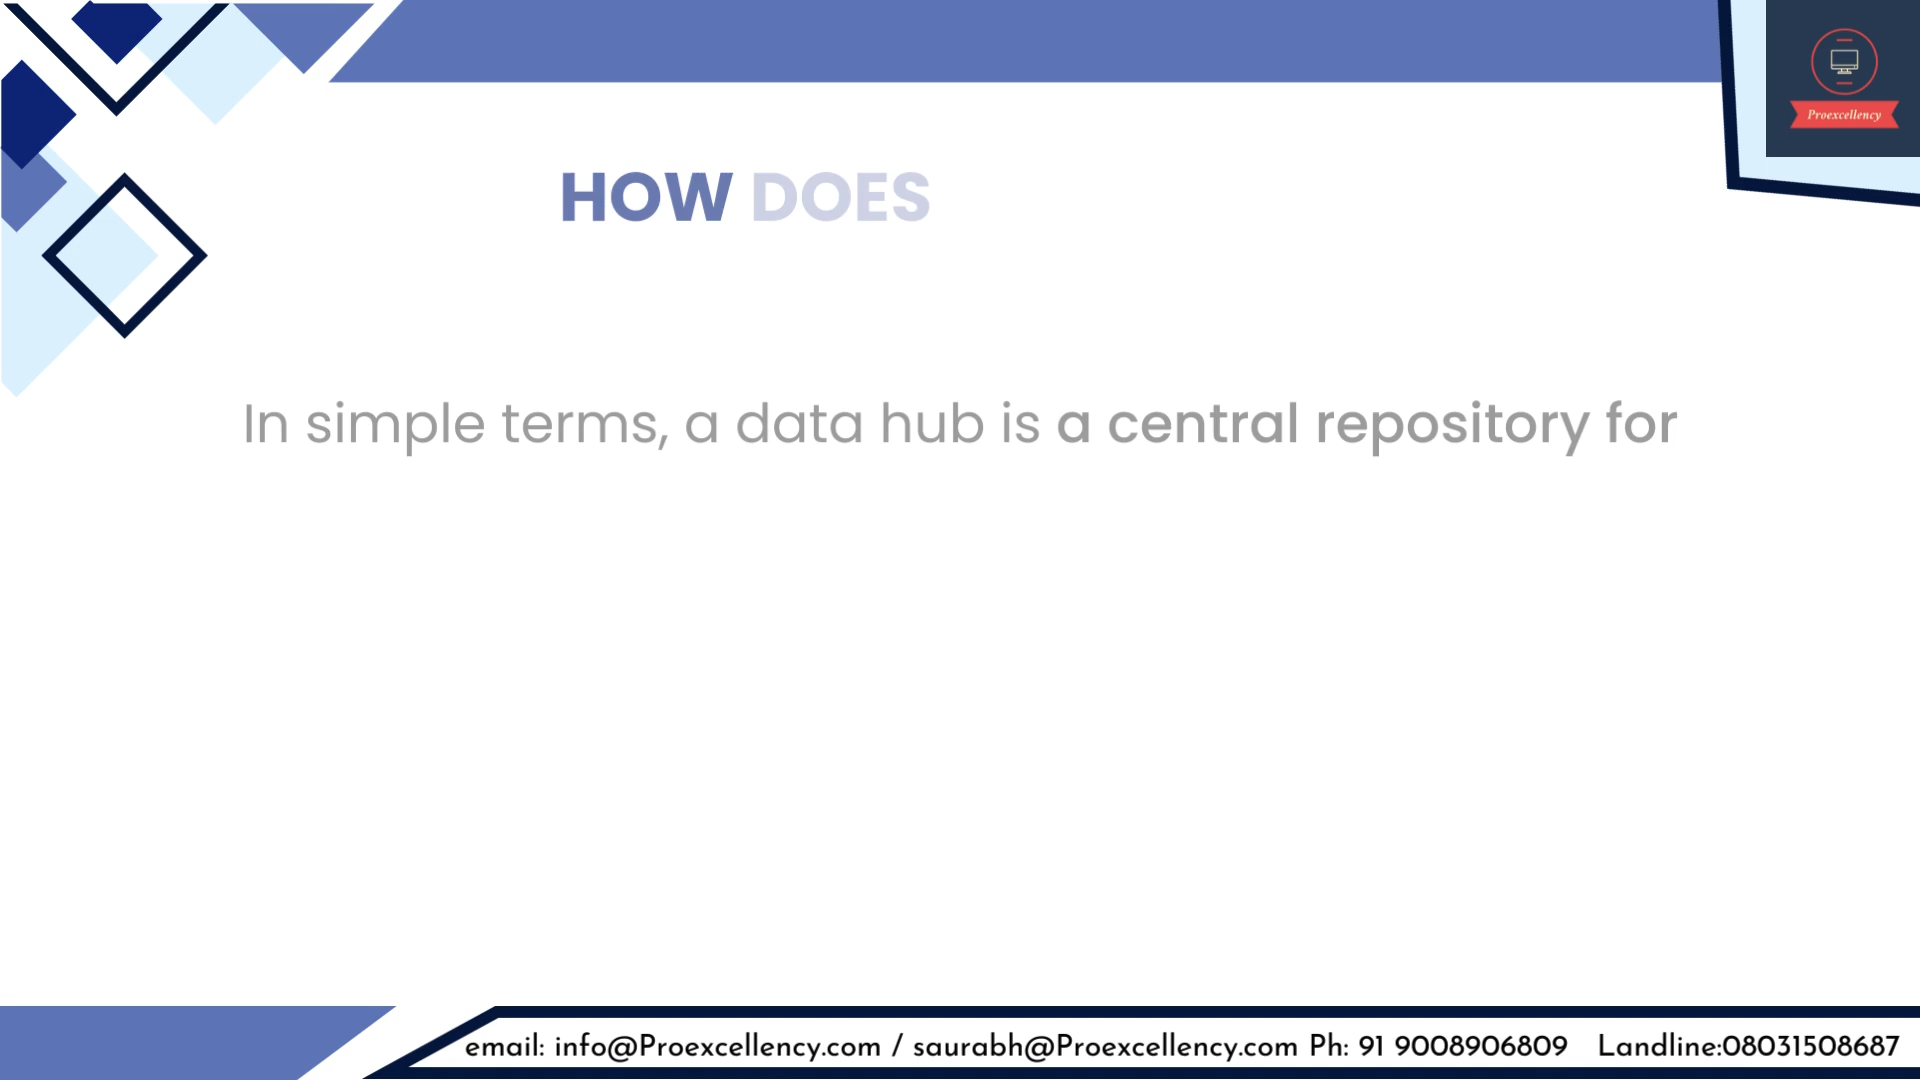 Proexcellency
HOW DOES
In simple terms, a data hub is a central repository for
email: info@Proexcellency.com / saurabh@Proexcellency.com Ph: 91 9008906809 Landline:08031508687